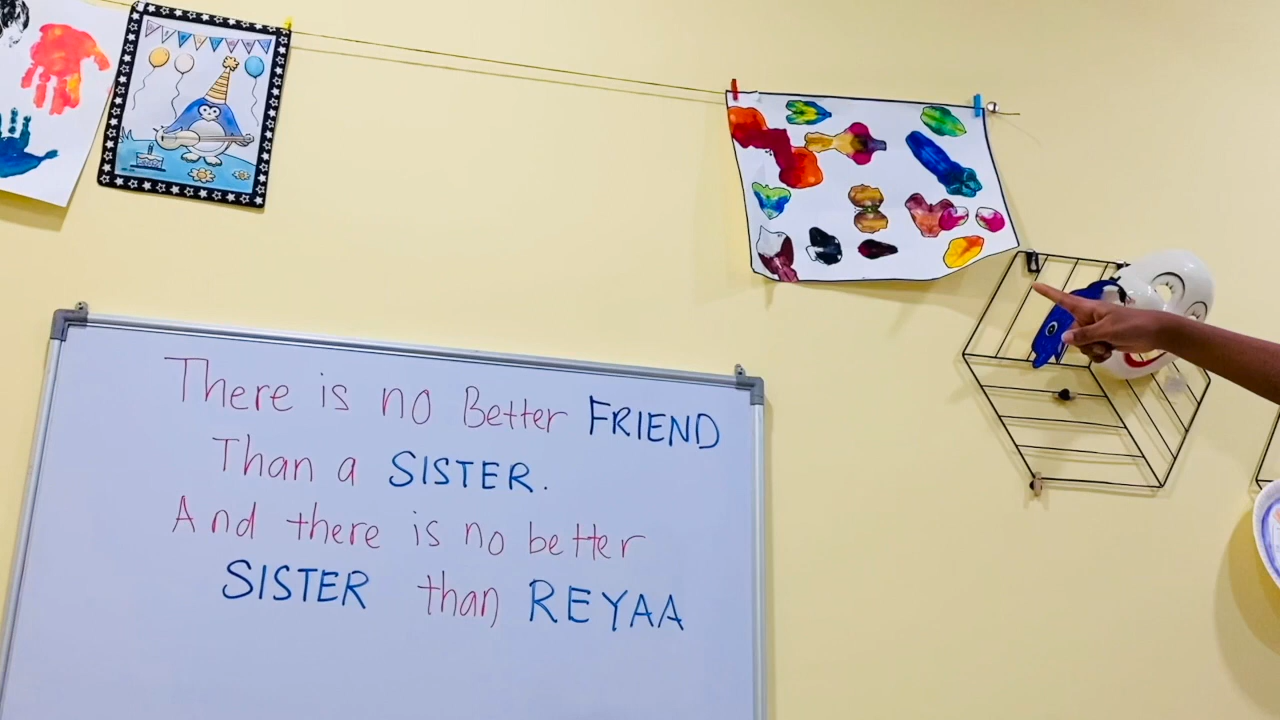 There is no Better FRIEND
Than a SISTER.
And there is no better
SISTER than REYAA